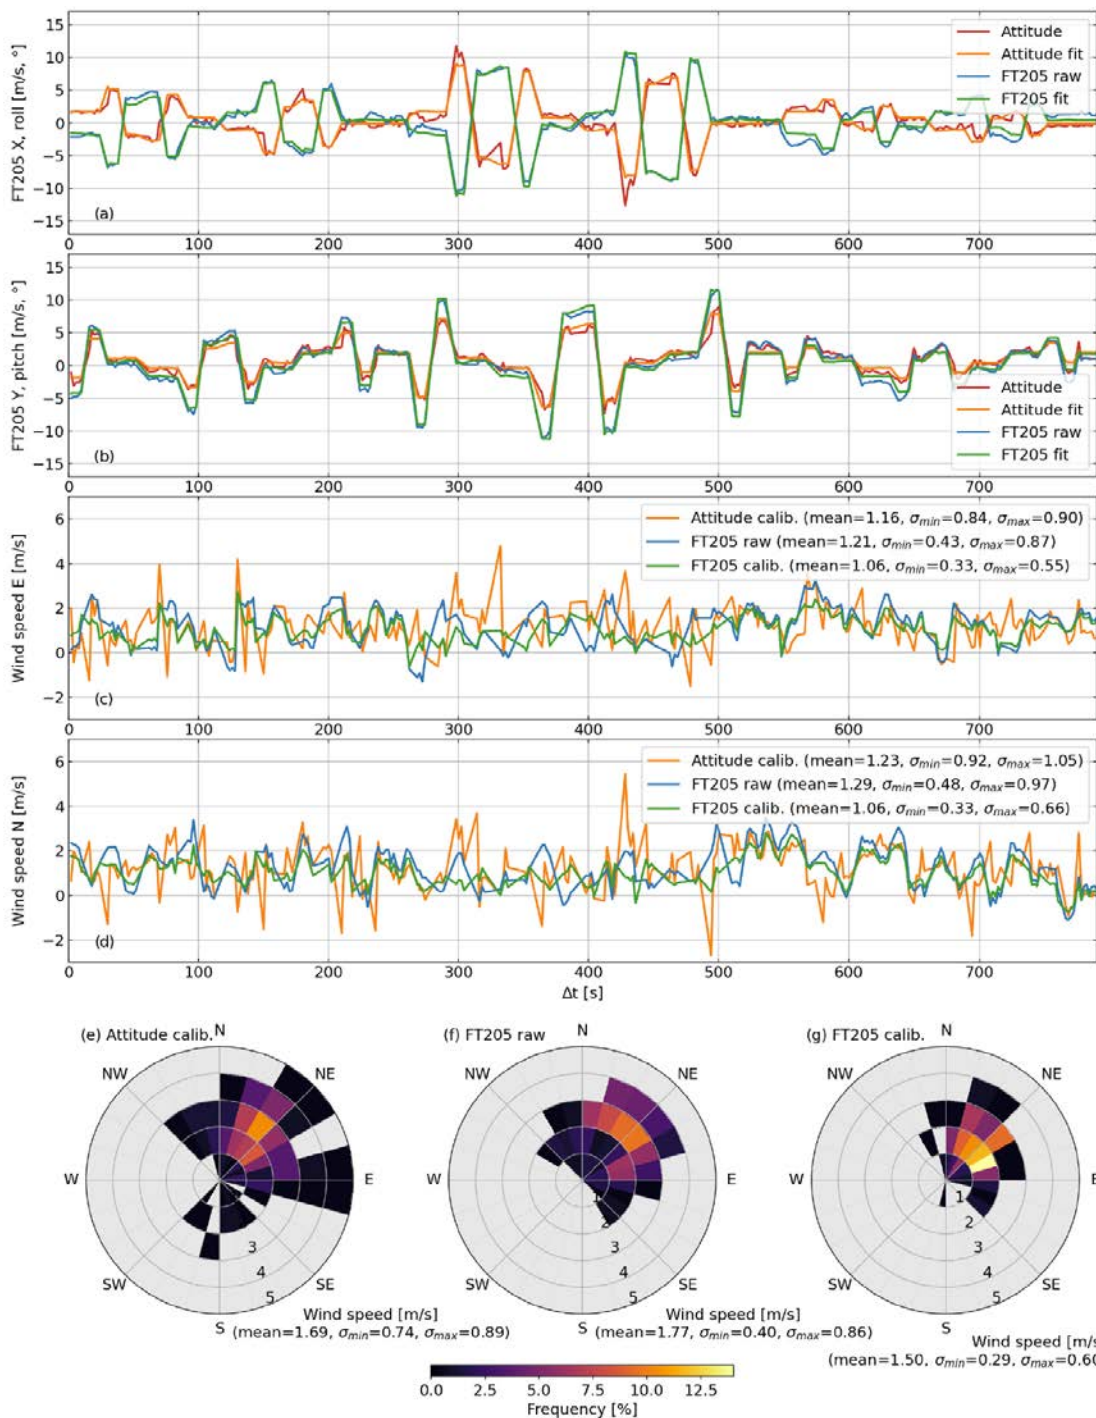 15
10
5
0
−5
−10
−15
FT205 X, roll [m/s, °]
Attitude
Attitude fit
FT205 raw
FT205 fit
(a)
0 100 200 300 400 500 600 700
15
10
5
0
−5
−10
−15
FT205 Y, pitch [m/s, °]
Attitude
Attitude fit
FT205 raw
FT205 fit
(b)
0 100 200 300 400 500 600 700
6
4
2
0
−2
Wind speed E [m/s]
Attitude calib. (mean=1.16, σmin=0.84, σmax=0.90)
FT205 raw (mean=1.21, σmin=0.43, σmax=0.87)
FT205 calib. (mean=1.06, σmin=0.33, σmax=0.55)
(c)
0 100 200 300 400 500 600 700
6
4
2
0
−2
Wind speed N [m/s]
Attitude calib. (mean=1.23, σmin=0.92, σmax=1.05)
FT205 raw (mean=1.29, σmin=0.48, σmax=0.97)
FT205 calib. (mean=1.06, σmin=0.33, σmax=0.66)
(d)
0 100 200 300 400 500 600 700
Δt [s]
(e) Attitude calib.
N
NE
E
SE
S
SW
W
NW
3
4
5
Wind speed [m/s]
(mean=1.69, σmin=0.74, σmax=0.89)
(f) FT205 raw
N
NE
E
SE
S
SW
W
NW
1
2
3
4
5
Wind speed [m/s]
(mean=1.77, σmin=0.40, σmax=0.86)
(g) FT205 calib.
N
NE
E
SE
S
SW
W
NW
1
2
3
4
5
Wind speed [m/s
(mean=1.50, σmin=0.29, σmax=0.60
0.0 2.5 5.0 7.5 10.0 12.5
Frequency [%]